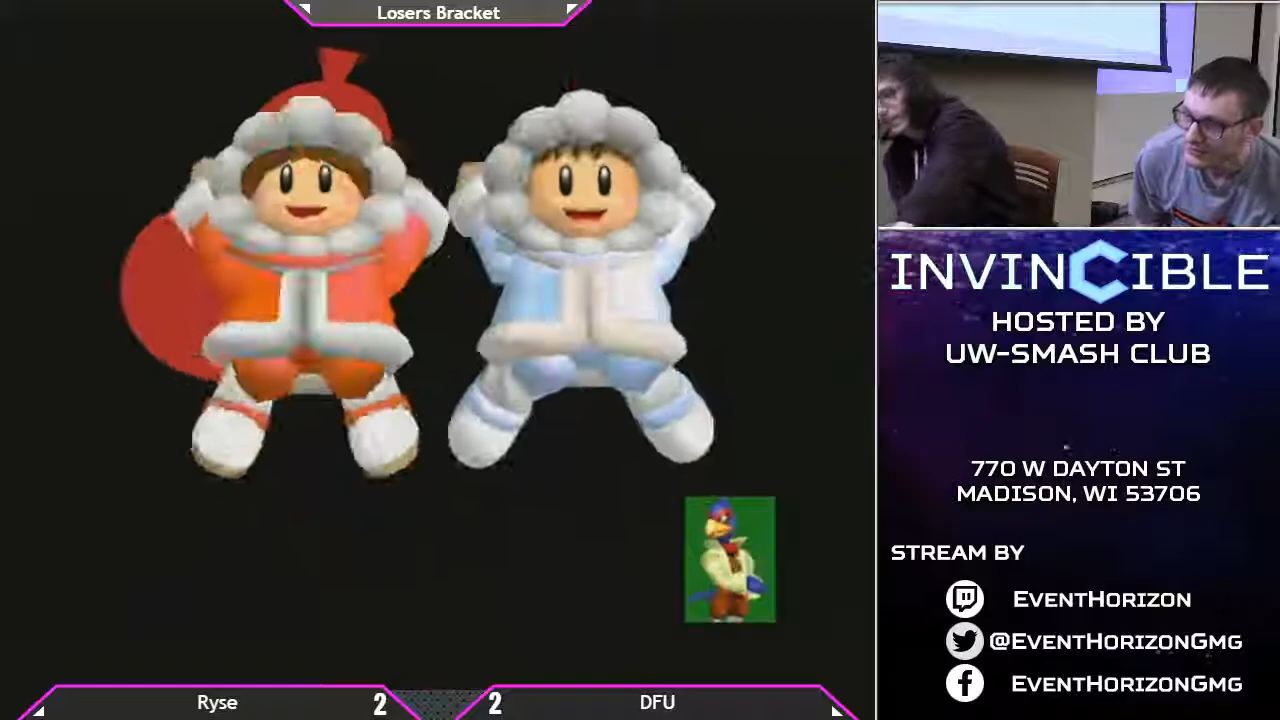 Losers Bracket
INVINCIBLE
HOSTED BY
UW-SMASH CLUB
770 W DAYTON ST
MADISON, WI 53706
STREAM BY
EVENTHORIZON
@EVENTHORIZONGMG
EVENTHORIZONGMG
Ryse 2 2 DFU